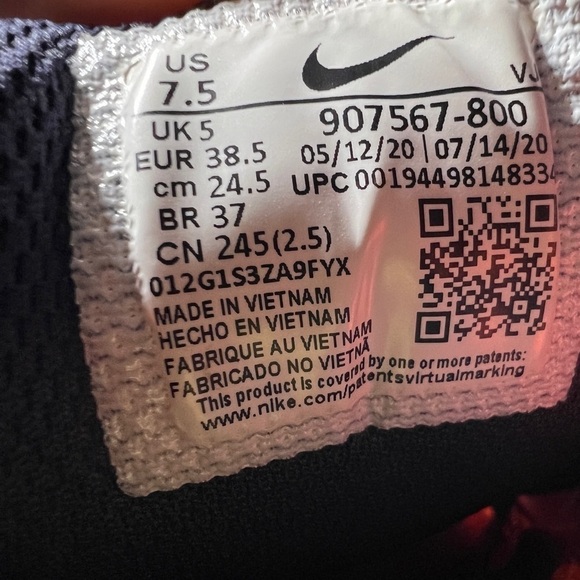 US
7.5
VJ
UK 5
907567-800
EUR 38.5
05/12/20 | 07/14/20
cm 24.5
UPC 0019449814833
BR 37
CN 245(2.5)
012G1S3ZA9FYX
MADE IN VIETNAM
HECHO EN VIETNAM
FABRIQUE AU VIETNAM
FABRICADO NO VIETNÃ
This product is covered by one or more patents:
www.nike.com/patentsvirtualmarking